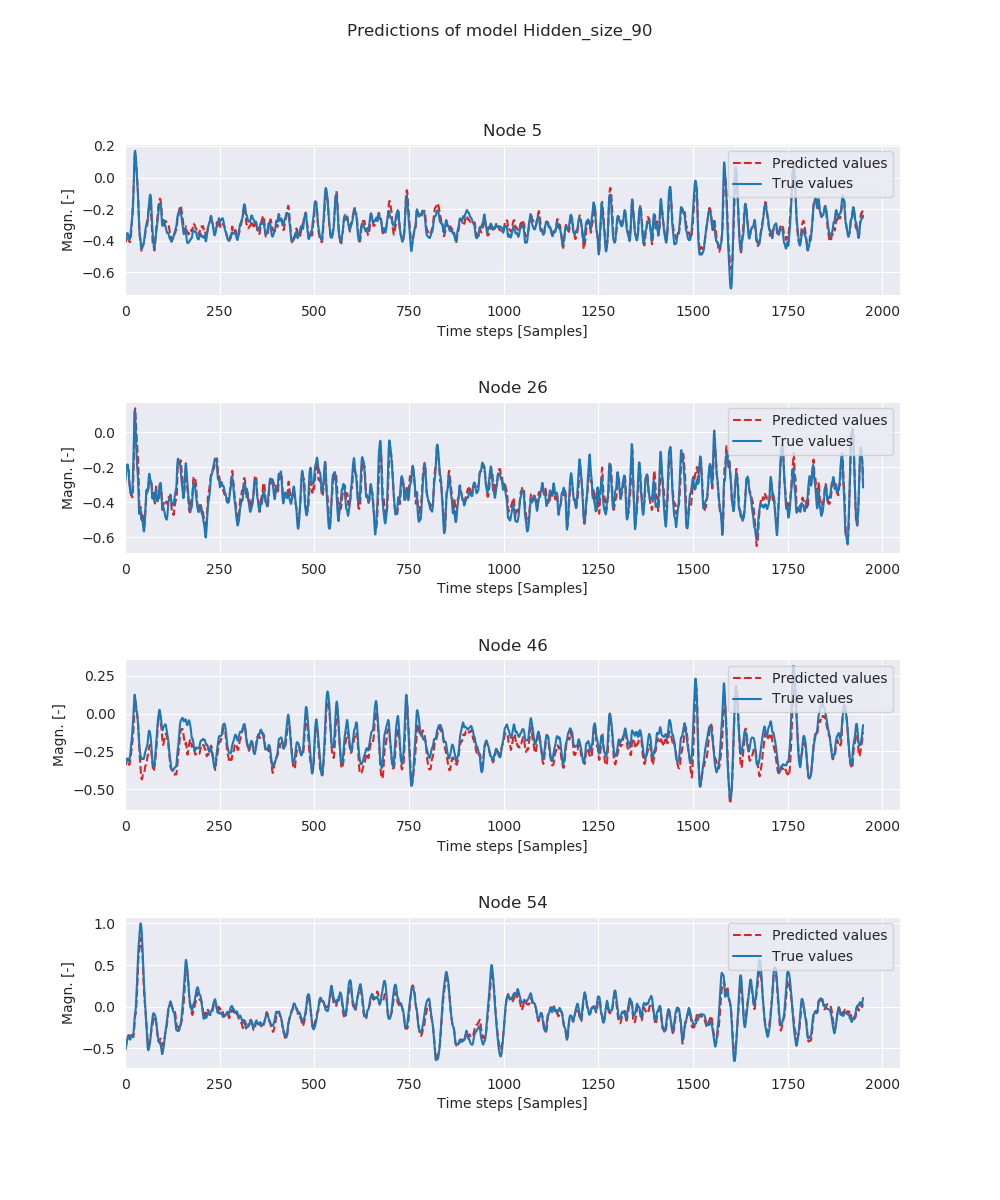 Predictions of model Hidden_size_90
Node 5
Magn. [-]
0.2
0.0
−0.2
−0.4
−0.6
Predicted values
True values
0 250 500 750 1000 1250 1500 1750 2000
Time steps [Samples]
Node 26
Magn. [-]
0.0
−0.2
−0.4
−0.6
Predicted values
True values
0 250 500 750 1000 1250 1500 1750 2000
Time steps [Samples]
Node 46
Magn. [-]
0.25
0.00
−0.25
−0.50
Predicted values
True values
0 250 500 750 1000 1250 1500 1750 2000
Time steps [Samples]
Node 54
Magn. [-]
1.0
0.5
0.0
−0.5
Predicted values
True values
0 250 500 750 1000 1250 1500 1750 2000
Time steps [Samples]